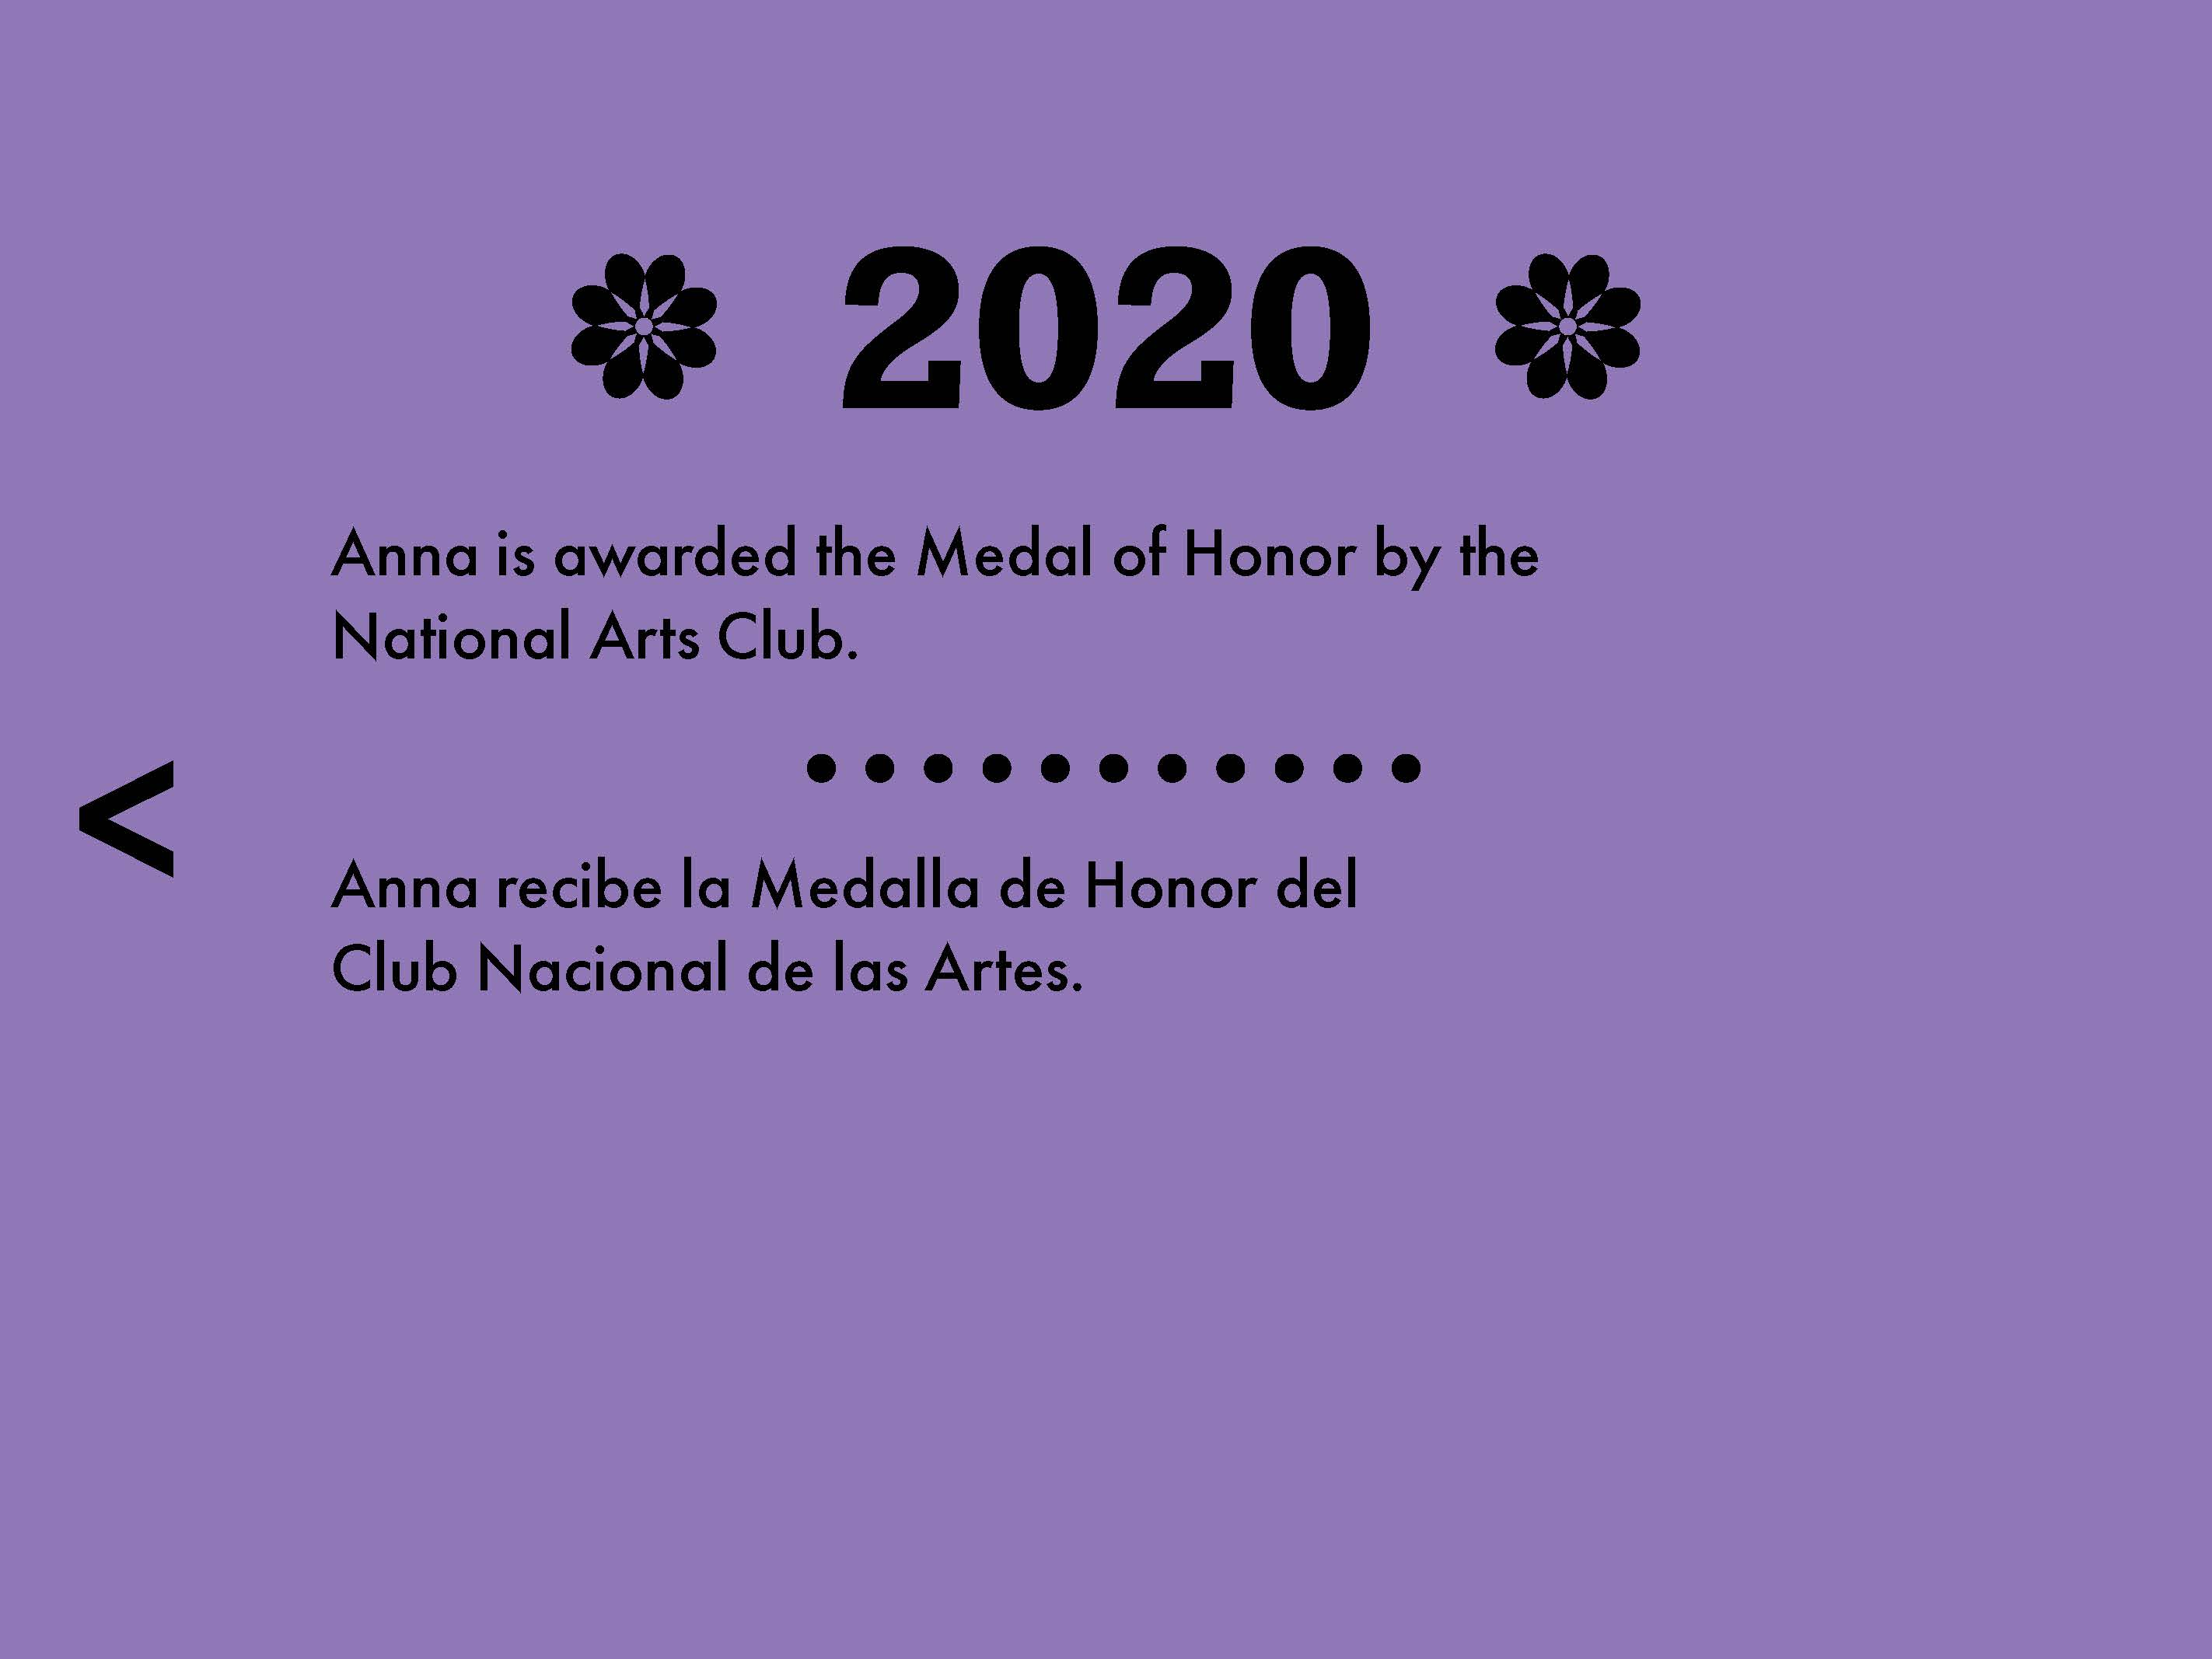 2020
Anna is awarded the Medal of Honor by the
National Arts Club.
<
Anna recibe la Medalla de Honor del
Club Nacional de las Artes.